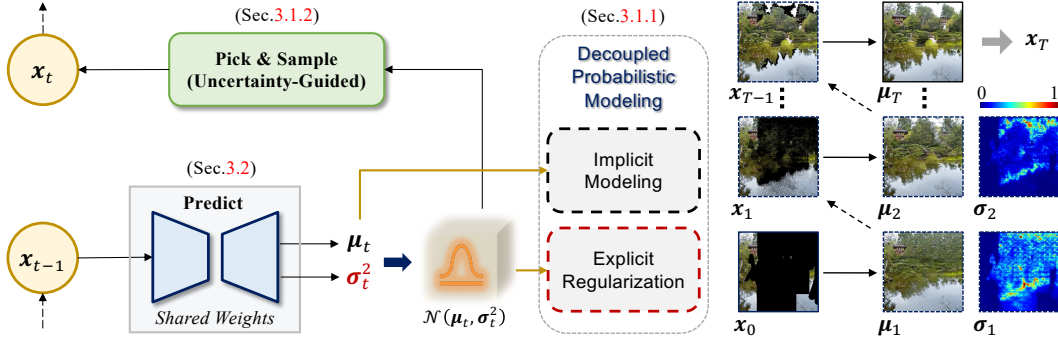 (Sec.3.1.2)
x_t
Pick & Sample
(Uncertainty-Guided)
(Sec.3.2)
Predict
x_{t-1}
Shared Weights
μ_t
σ_t^2
N(μ_t, σ_t^2)
(Sec.3.1.1)
Decoupled
Probabilistic
Modeling
Implicit
Modeling
Explicit
Regularization
x_{T-1}
μ_T
x_T
0
1
x_1
μ_2
σ_2
x_0
μ_1
σ_1